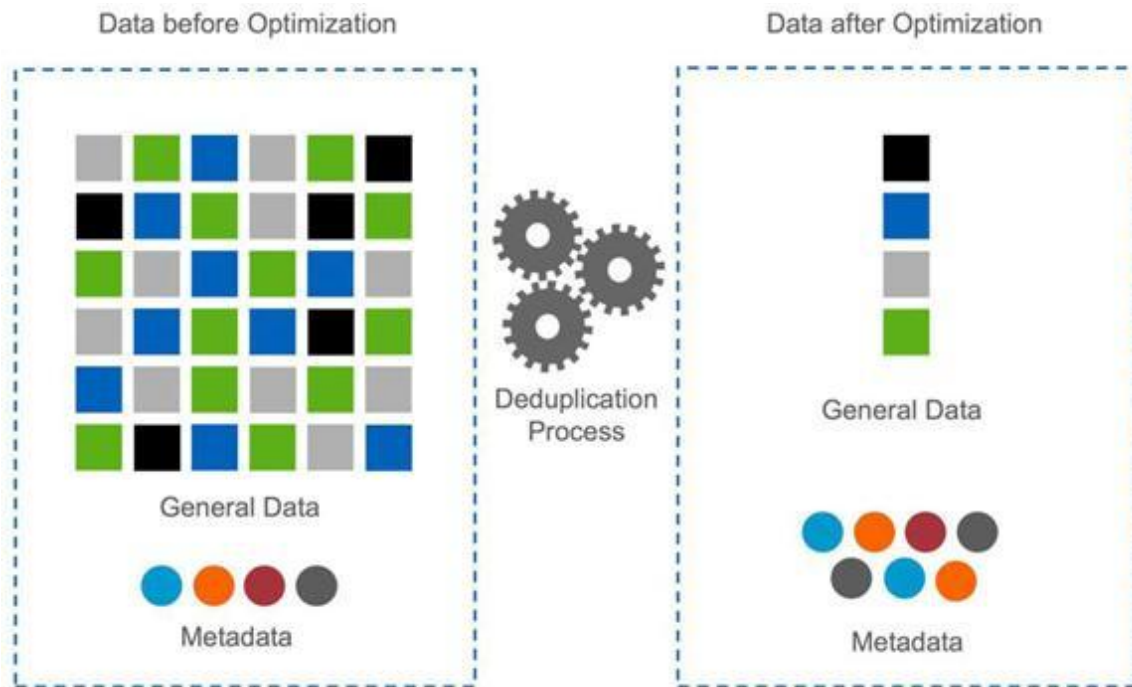 Data before Optimization
Data after Optimization
Deduplication
Process
General Data
General Data
Metadata
Metadata